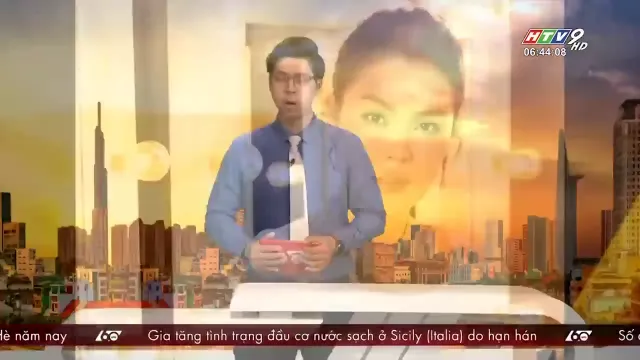 HTV9 HD
06:44:08
Hè năm nay 60 Gia tăng tình trạng đầu cơ nước sạch ở Sicily (Italia) do hạn hán 60 Số